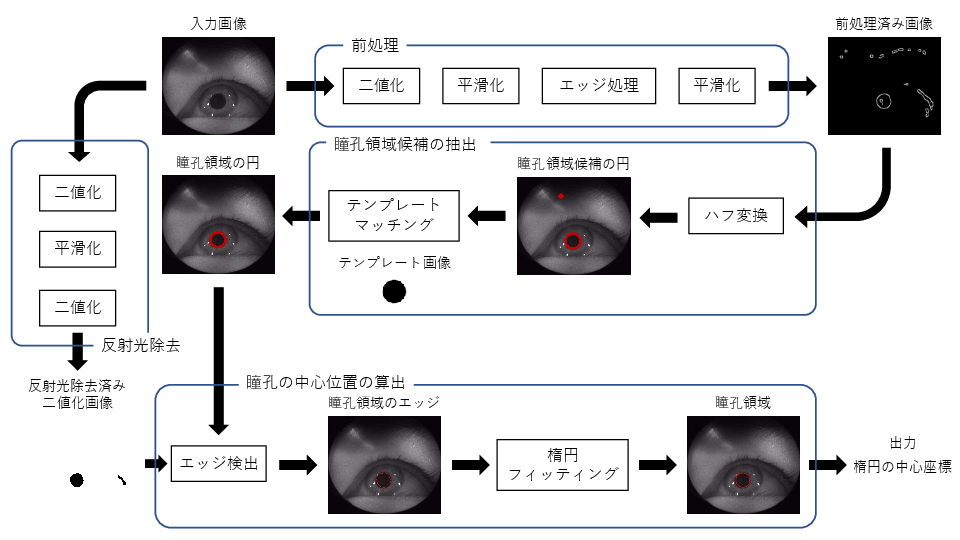 入力画像
前処理
二値化
平滑化
エッジ処理
平滑化
前処理済み画像
二値化
平滑化
二値化
反射光除去
反射光除去済み
二値化画像
瞳孔領域の円
瞳孔領域候補の抽出
テンプレート
マッチング
テンプレート画像
瞳孔領域候補の円
ハフ変換
瞳孔の中心位置の算出
エッジ検出
瞳孔領域のエッジ
楕円
フィッティング
瞳孔領域
出力
楕円の中心座標